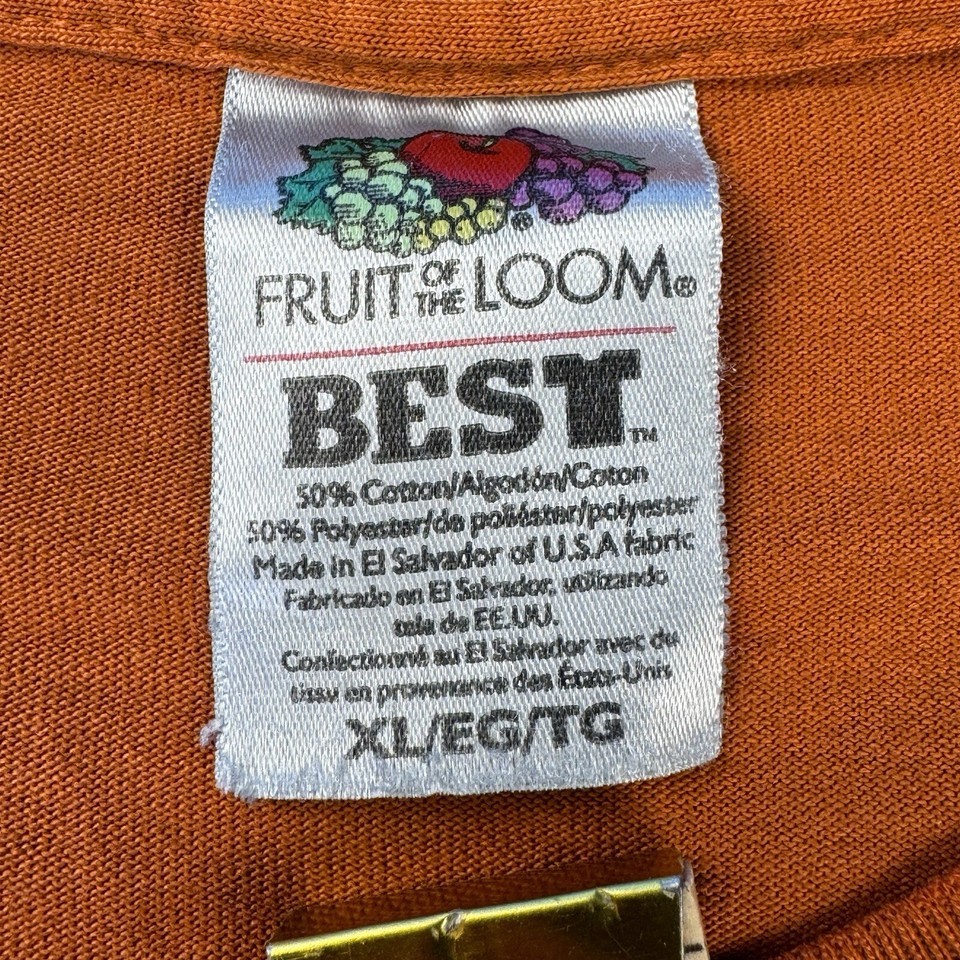 ®
FRUIT OF THE LOOM®
BEST™
50% Cotton/Algodón/Coton
50% Polyester/de poliéster/polyester
Made in El Salvador of U.S.A fabric
Fabricado en El Salvador, utilizando
tela de EE.UU.
Confectionné au El Salvador avec du
tissu en provenance des États-Unis
XL/EG/TG